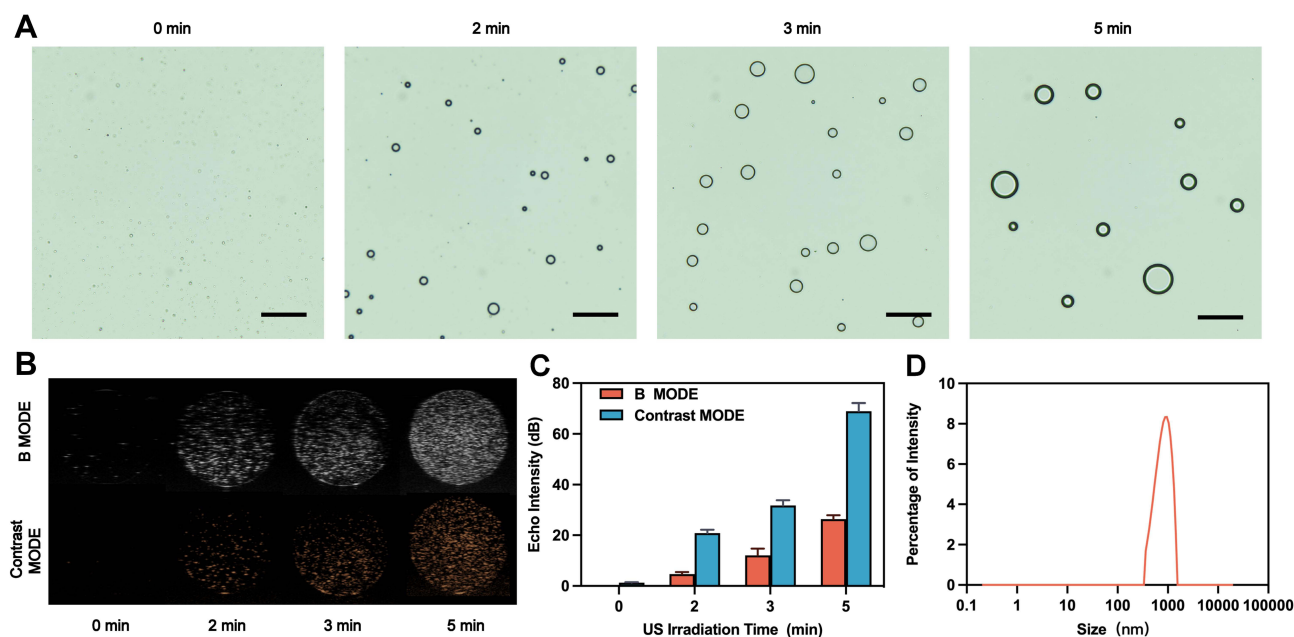 A
0 min
2 min
3 min
5 min
B
B MODE
Contrast
MODE
0 min
2 min
3 min
5 min
C
B MODE
Contrast MODE
Echo Intensity (dB)
80
60
40
20
0
0
2
3
5
US Irradiation Time (min)
D
Percentage of Intensity
10
8
6
4
2
0
0.1
1
10
100
1000
10000
100000
Size (nm)